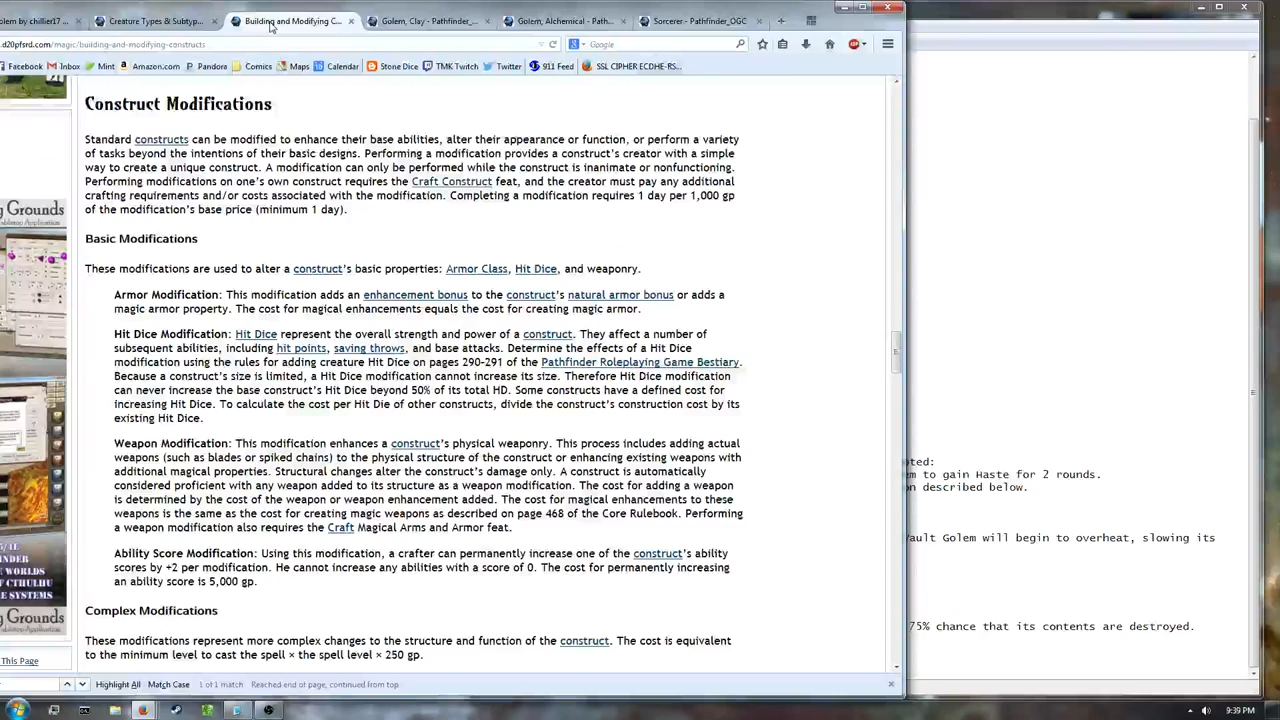 lem by chillier17 ...
Creature Types & Subtyp...
Building and Modifying C...
Golem, Clay - Pathfinder_...
Golem, Alchemical - Path...
Sorcerer - Pathfinder_OGC
d20pfsrd.com/magic/building-and-modifying-constructs
Google
Facebook
Inbox
Mint
Amazon.com
Pandora
Comics
Maps
Calendar
Stone Dice
TMK Twitch
Twitter
911 Feed
SSL CIPHER ECDHE-RS...
Construct Modifications
Standard constructs can be modified to enhance their base abilities, alter their appearance or function, or perform a variety
of tasks beyond the intentions of their basic designs. Performing a modification provides a construct's creator with a simple
way to create a unique construct. A modification can only be performed while the construct is inanimate or nonfunctioning.
Performing modifications on one's own construct requires the Craft Construct feat, and the creator must pay any additional
crafting requirements and/or costs associated with the modification. Completing a modification requires 1 day per 1,000 gp
of the modification's base price (minimum 1 day).
Basic Modifications
These modifications are used to alter a construct's basic properties: Armor Class, Hit Dice, and weaponry.
Armor Modification: This modification adds an enhancement bonus to the construct's natural armor bonus or adds a
magic armor property. The cost for magical enhancements equals the cost for creating magic armor.
Hit Dice Modification: Hit Dice represent the overall strength and power of a construct. They affect a number of
subsequent abilities, including hit points, saving throws, and base attacks. Determine the effects of a Hit Dice
modification using the rules for adding creature Hit Dice on pages 290-291 of the Pathfinder Roleplaying Game Bestiary.
Because a construct's size is limited, a Hit Dice modification cannot increase its size. Therefore Hit Dice modification
can never increase the base construct's Hit Dice beyond 50% of its total HD. Some constructs have a defined cost for
increasing Hit Dice. To calculate the cost per Hit Die of other constructs, divide the construct's construction cost by its
existing Hit Dice.
Weapon Modification: This modification enhances a construct's physical weaponry. This process includes adding actual
weapons (such as blades or spiked chains) to the physical structure of the construct or enhancing existing weapons with
additional magical properties. Structural changes alter the construct's damage only. A construct is automatically
considered proficient with any weapon added to its structure as a weapon modification. The cost for adding a weapon
is determined by the cost of the weapon or weapon enhancement added. The cost for magical enhancements to these
weapons is the same as the cost for creating magic weapons as described on page 468 of the Core Rulebook. Performing
a weapon modification also requires the Craft Magical Arms and Armor feat.
Ability Score Modification: Using this modification, a crafter can permanently increase one of the construct's ability
scores by +2 per modification. He cannot increase any abilities with a score of 0. The cost for permanently increasing
an ability score is 5,000 gp.
Complex Modifications
These modifications represent more complex changes to the structure and function of the construct. The cost is equivalent
to the minimum level to cast the spell × the spell level × 250 gp.
g Grounds
letop Application
5/1E
NDER
WORLDS
OF CTHULHU
E SYSTEMS
g Grounds
letop Application
This Page
oted:
em to gain Haste for 2 rounds.
on described below.
Vault Golem will begin to overheat, slowing its
75% chance that its contents are destroyed.
Highlight All
Match Case
1 of 1 match
Reached end of page, continued from top
9:39 PM